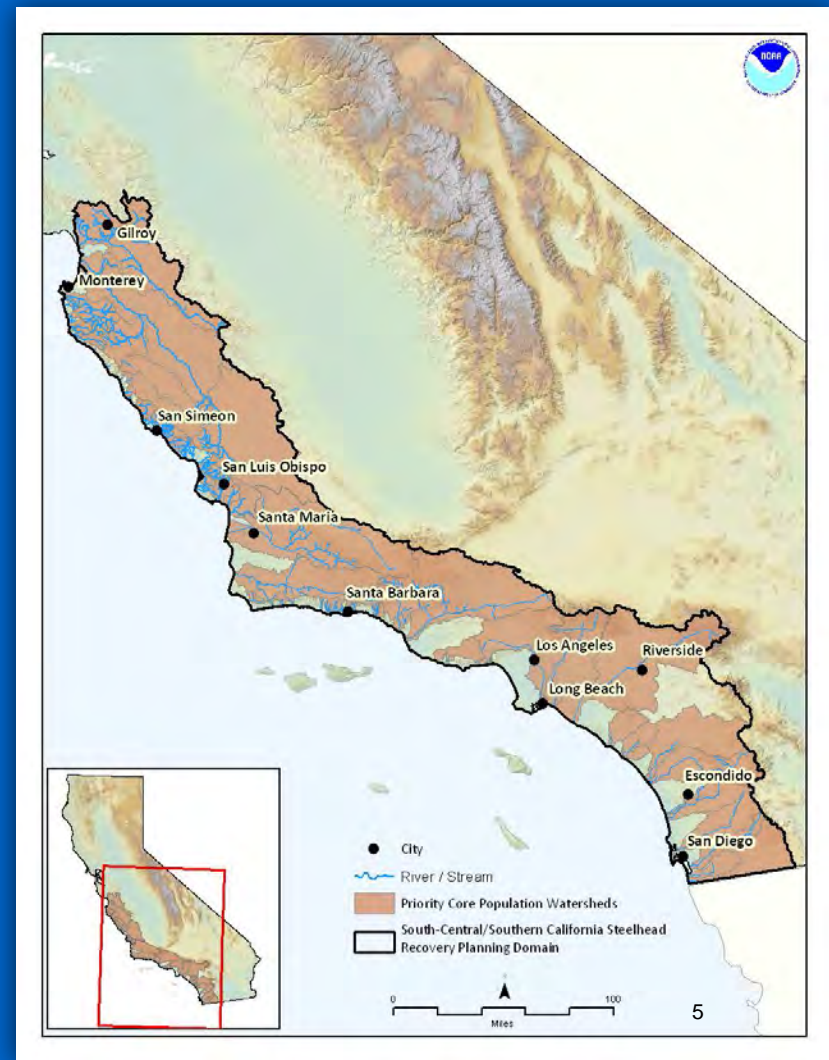 NOAA
Gilroy
Monterey
San Simeon
San Luis Obispo
Santa Maria
Santa Barbara
Los Angeles
Riverside
Long Beach
Escondido
San Diego
City
River / Stream
Priority Core Population Watersheds
South-Central/Southern California Steelhead
Recovery Planning Domain
0 100
Miles
5